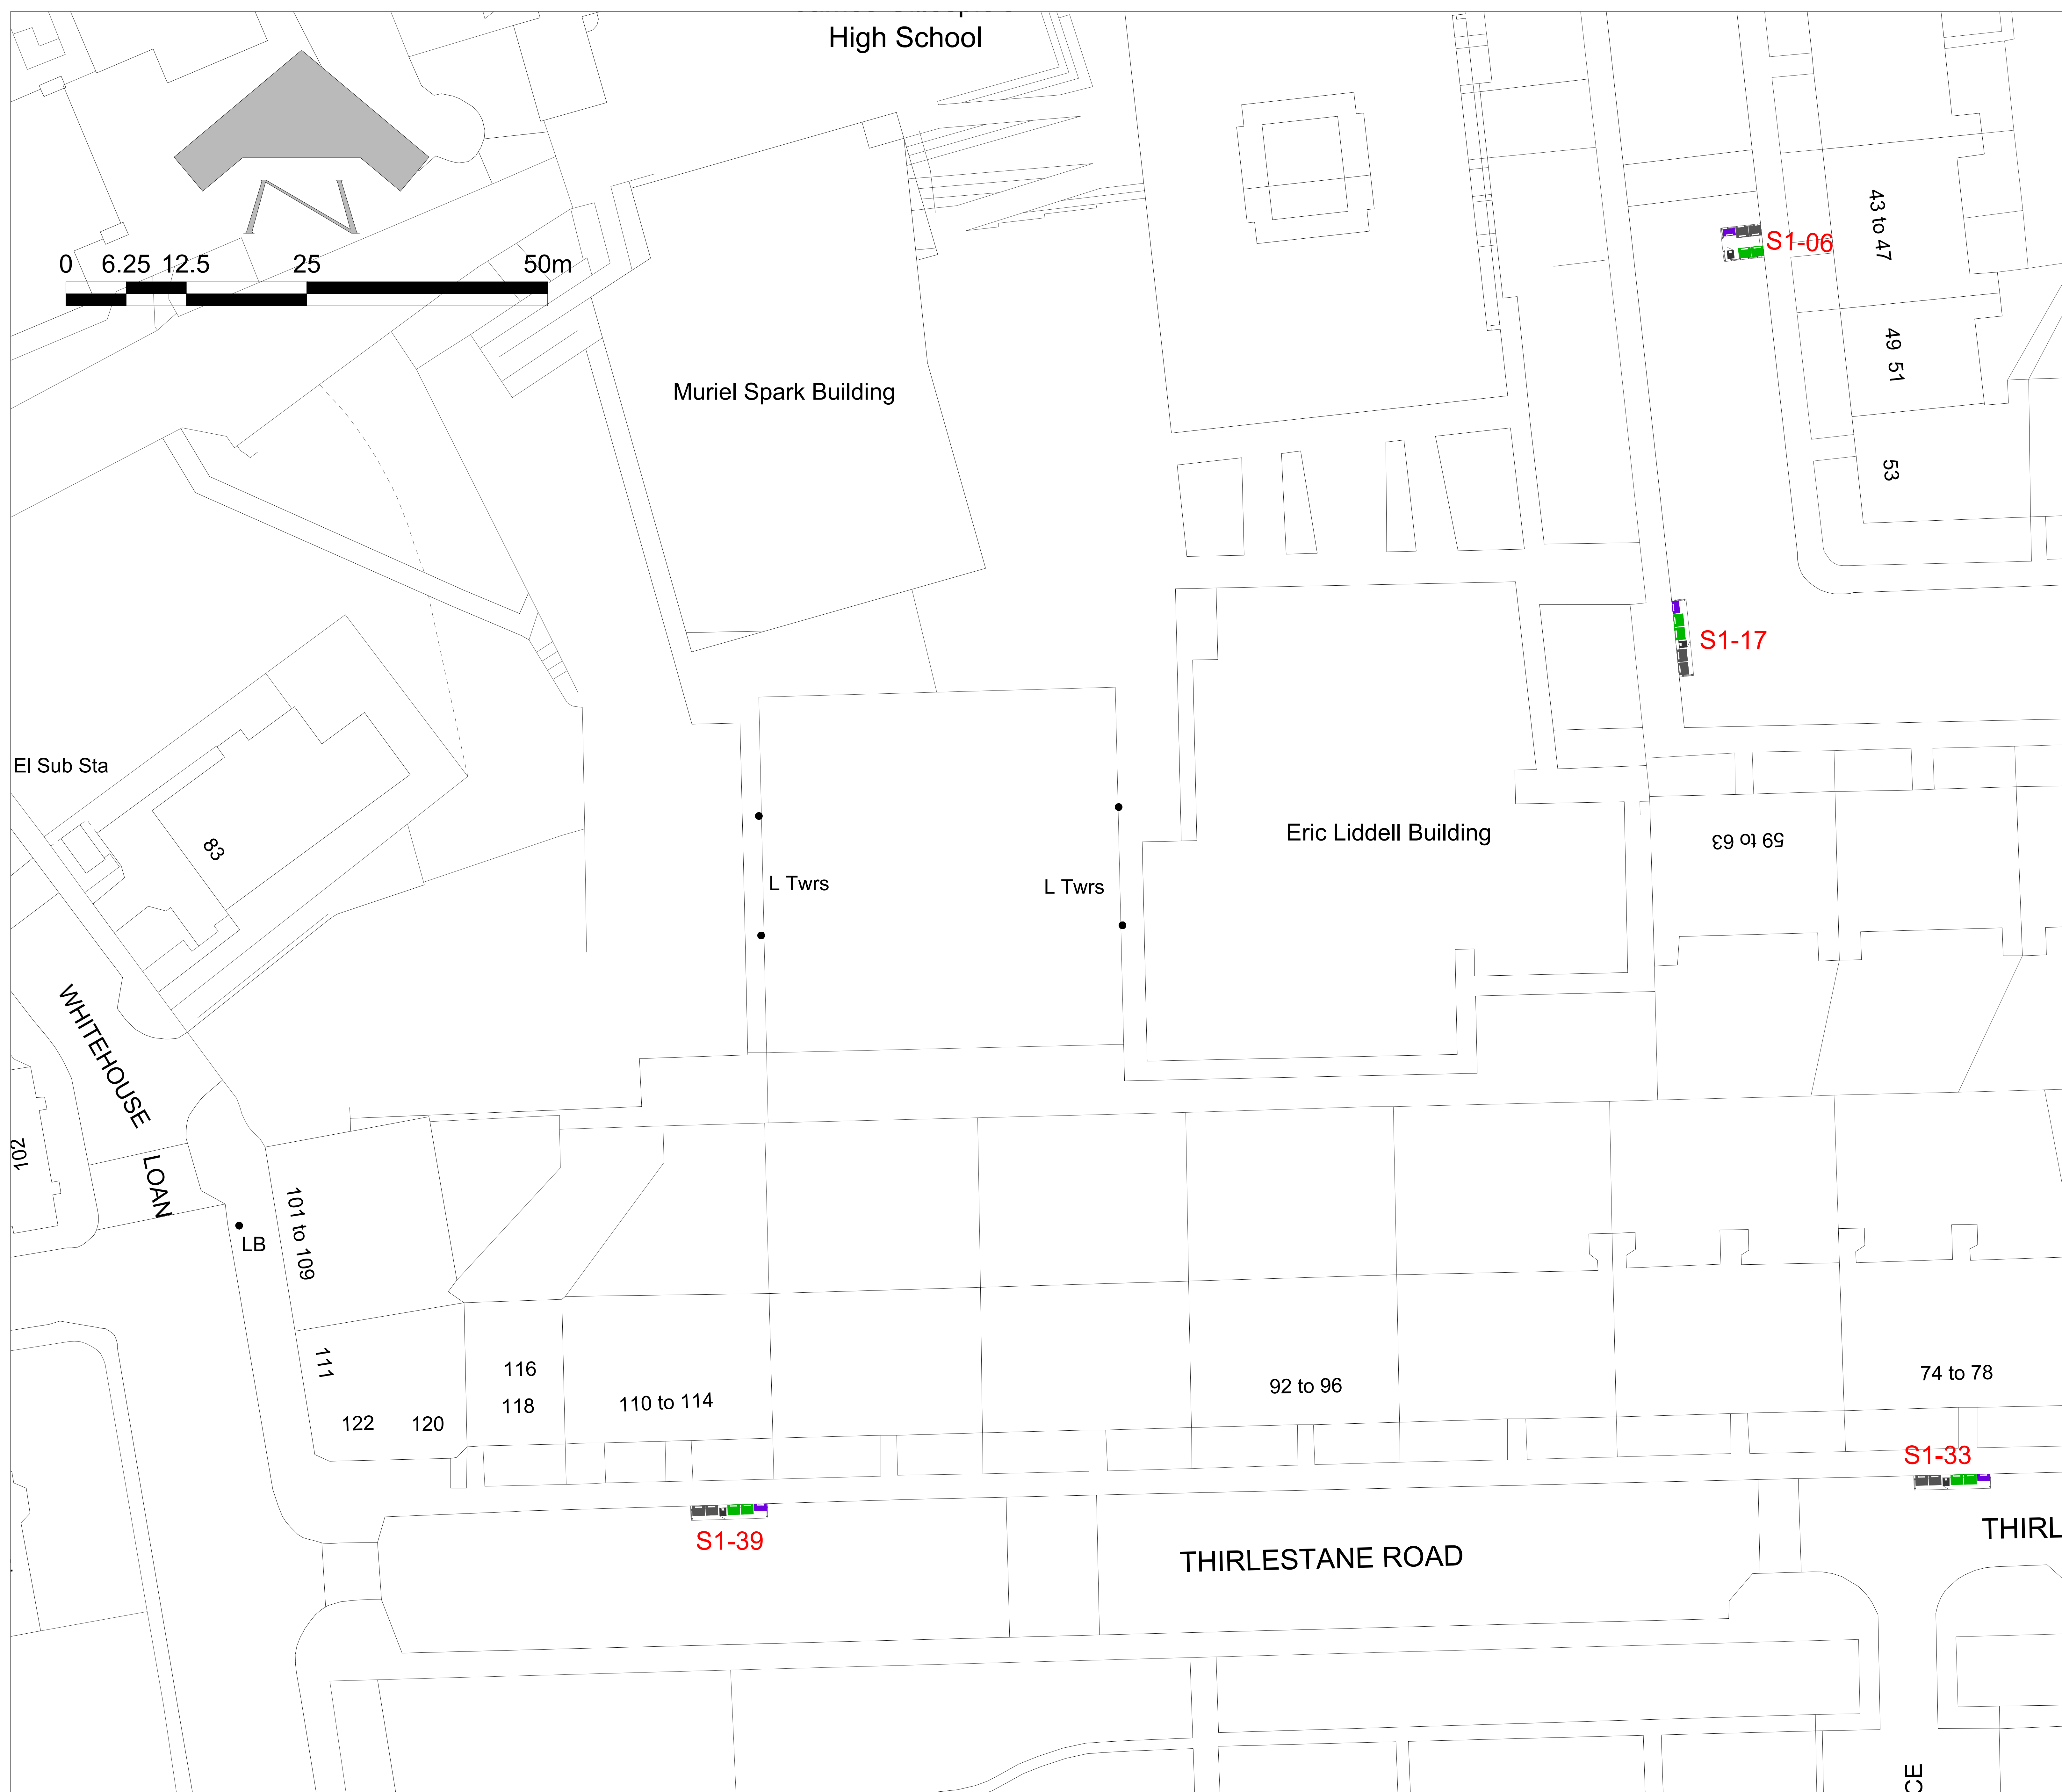 High School
N
0 6.25 12.5 25 50m
43 to 47
S1-06
49 51
Muriel Spark Building
53
S1-17
El Sub Sta
83
Eric Liddell Building
59 to 63
L Twrs
L Twrs
WHITEHOUSE
LOAN
102
101 to 109
LB
111
116
118
122
120
110 to 114
92 to 96
74 to 78
S1-33
S1-39
THIRLESTANE ROAD
THIRL
CE